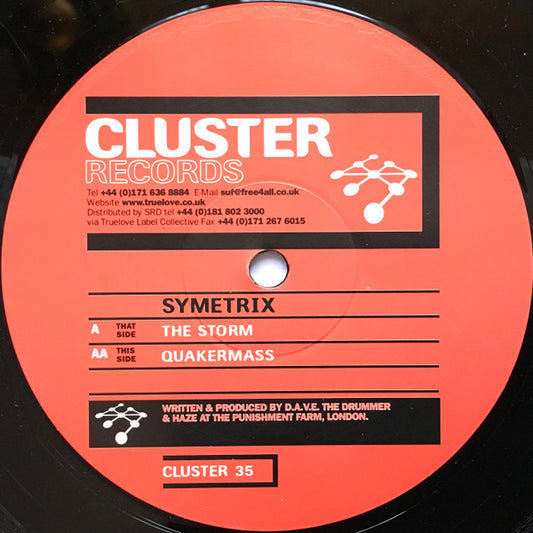 CLUSTER
RECORDS
Tel +44 (0)171 636 8884 E-Mail suf@free4all.co.uk
Website www.truelove.co.uk
Distributed by SRD tel +44 (0)181 802 3000
via Truelove Label Collective Fax +44 (0)171 267 6015
SYMETRIX
A THAT SIDE THE STORM
AA THIS SIDE QUAKERMASS
WRITTEN & PRODUCED BY D.A.V.E. THE DRUMMER
& HAZE AT THE PUNISHMENT FARM, LONDON.
CLUSTER 35